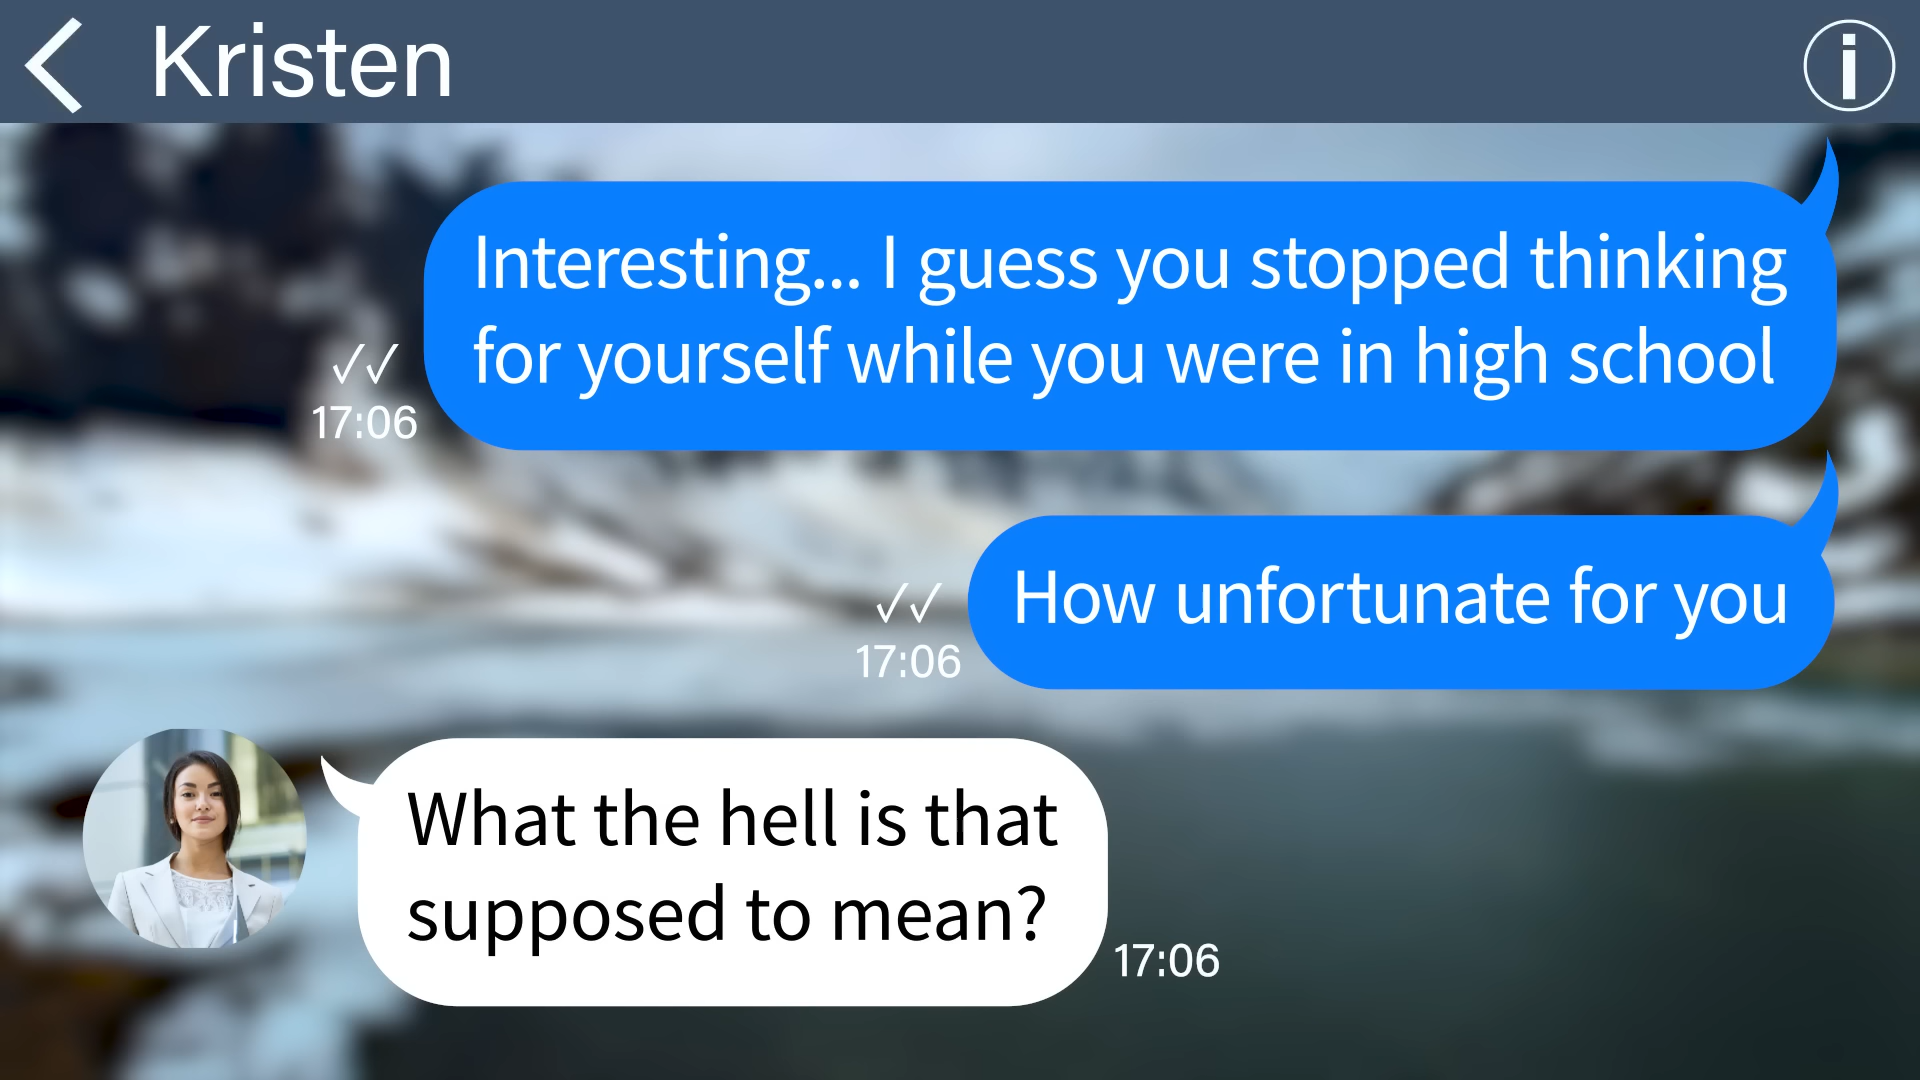 Kristen
Interesting... I guess you stopped thinking
for yourself while you were in high school
17:06
How unfortunate for you
17:06
What the hell is that
supposed to mean?
17:06